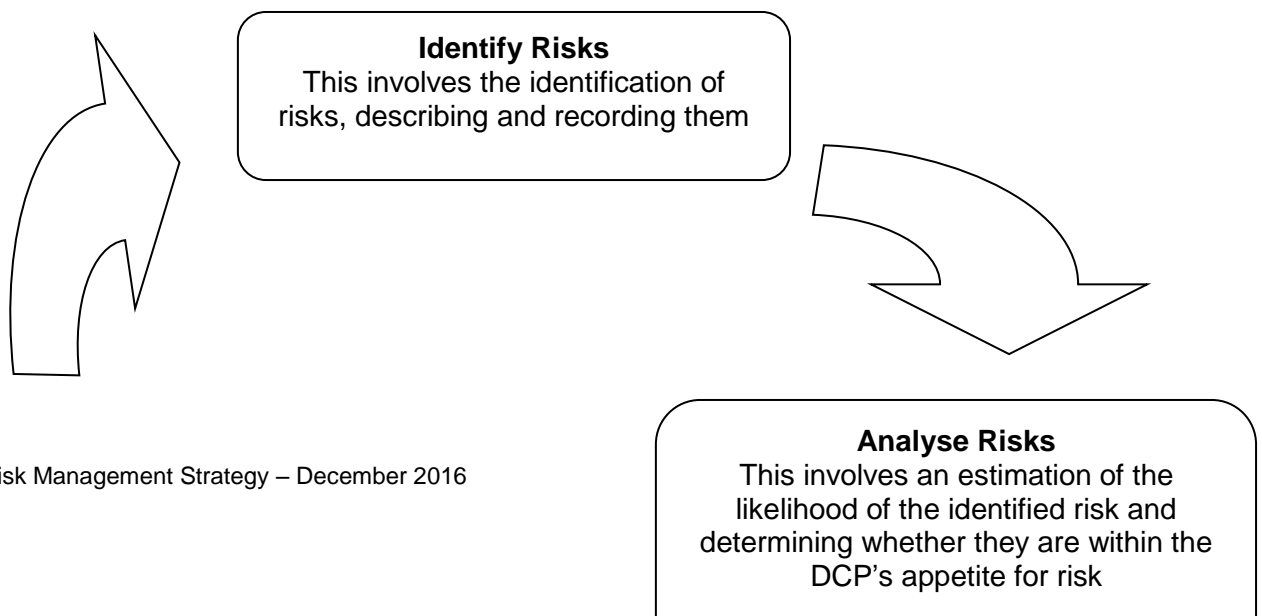 Identify Risks
This involves the identification of
risks, describing and recording them
isk Management Strategy – December 2016
Analyse Risks
This involves an estimation of the
likelihood of the identified risk and
determining whether they are within the
DCP's appetite for risk